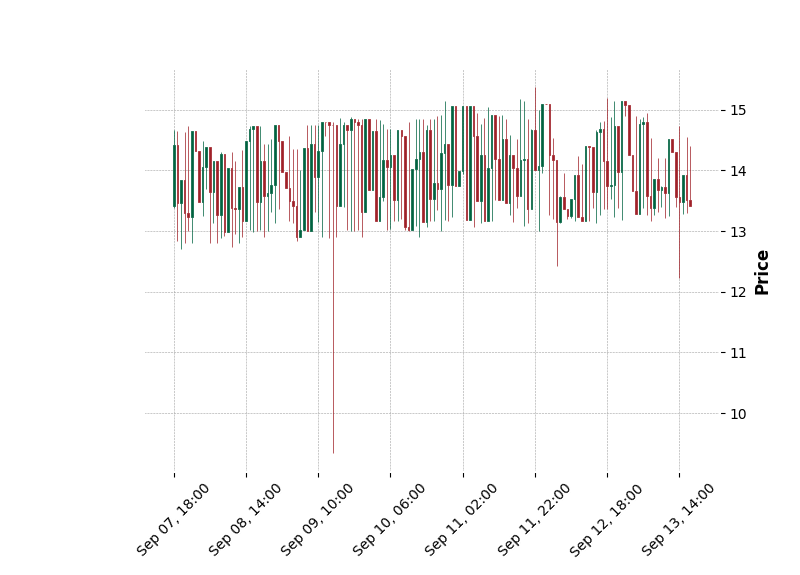 15
14
13
12
11
10
Price
Sep 07, 18:00
Sep 08, 14:00
Sep 09, 10:00
Sep 10, 06:00
Sep 11, 02:00
Sep 11, 22:00
Sep 12, 18:00
Sep 13, 14:00